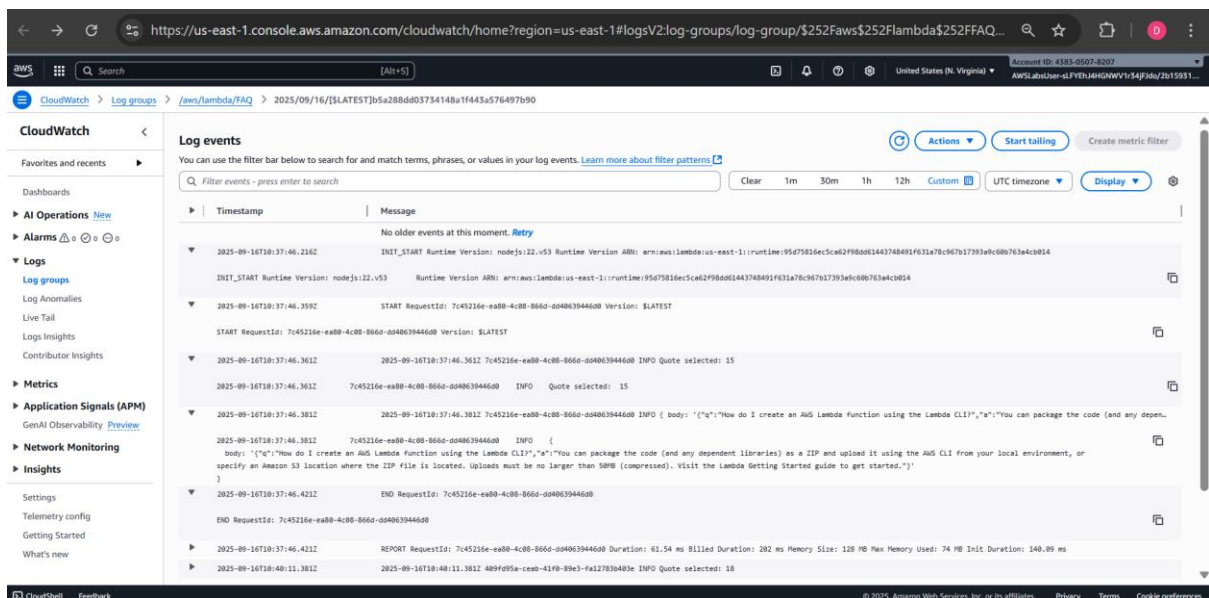 https://us-east-1.console.aws.amazon.com/cloudwatch/home?region=us-east-1#logsV2:log-groups/log-group/$252Faws$252Flambda$252FFAQ...
D
aws
Search [Alt+S]
United States (N. Virginia) ▼
Account ID: 4383-0507-8207
CloudWatch > Log groups > /aws/lambda/FAQ > 2025/09/16/[$LATEST]b5a288dd03734148a1f443a576497b90
CloudWatch
Favorites and recents
Dashboards
AI Operations New
Alarms 0 0 0
Logs
Log groups
Log Anomalies
Live Tail
Logs Insights
Contributor Insights
Metrics
Application Signals (APM)
GenAI Observability Preview
Network Monitoring
Insights
Settings
Telemetry config
Getting Started
What's new
Log events
Actions ▼ Start tailing Create metric filter
You can use the filter bar below to search for and match terms, phrases, or values in your log events. Learn more about filter patterns
Filter events - press enter to search
Clear 1m 30m 1h 12h Custom UTC timezone ▼ Display ▼
Timestamp Message
No older events at this moment. Retry
2025-09-16T10:37:46.216Z INIT_START Runtime Version: nodejs:22.v53 Runtime Version ARN:
INIT_START Runtime Version: nodejs:22.v53 Runtime Version ARN:
2025-09-16T10:37:46.359Z START RequestId: 7c45216e-ea80-4c08-866d-dd40639446d0 Version: $LATEST
START RequestId: 7c45216e-ea80-4c08-866d-dd40639446d0 Version: $LATEST
2025-09-16T10:37:46.361Z 2025-09-16T10:37:46.361Z 7c45216e-ea80-4c08-866d-dd40639446d0 INFO Quote selected: 15
2025-09-16T10:37:46.361Z 7c45216e-ea80-4c08-866d-dd40639446d0 INFO Quote selected: 15
2025-09-16T10:37:46.381Z 2025-09-16T10:37:46.381Z 7c45216e-ea80-4c08-866d-dd40639446d0 INFO { body: '{"q":"How do I create an AWS Lambda function using the Lambda CLI?","a":"You can package the code (and any depen…
2025-09-16T10:37:46.381Z 7c45216e-ea80-4c08-866d-dd40639446d0 INFO {
body: '{"q":"How do I create an AWS Lambda function using the Lambda CLI?","a":"You can package the code (and any dependent libraries) as a ZIP and upload it using the AWS CLI from your local environment, or
specify an Amazon S3 location where the ZIP file is located. Uploads must be no larger than 50MB (compressed). Visit the Lambda Getting Started guide to get started."}'
}
2025-09-16T10:37:46.421Z END RequestId: 7c45216e-ea80-4c08-866d-dd40639446d0
END RequestId: 7c45216e-ea80-4c08-866d-dd40639446d0
2025-09-16T10:37:46.421Z REPORT RequestId: 7c45216e-ea80-4c08-866d-dd40639446d0 Duration: 61.54 ms Billed Duration: 202 ms Memory Size: 128 MB Max Memory Used: 74 MB Init Duration: 140.09 ms
2025-09-16T10:40:11.381Z 2025-09-16T10:40:11.381Z 409fd95a-ceab-41f0-89e3-fa12783b403e INFO Quote selected: 18
CloudShell Feedback
© 2025, Amazon Web Services, Inc. or its affiliates. Privacy Terms Cookie preferences